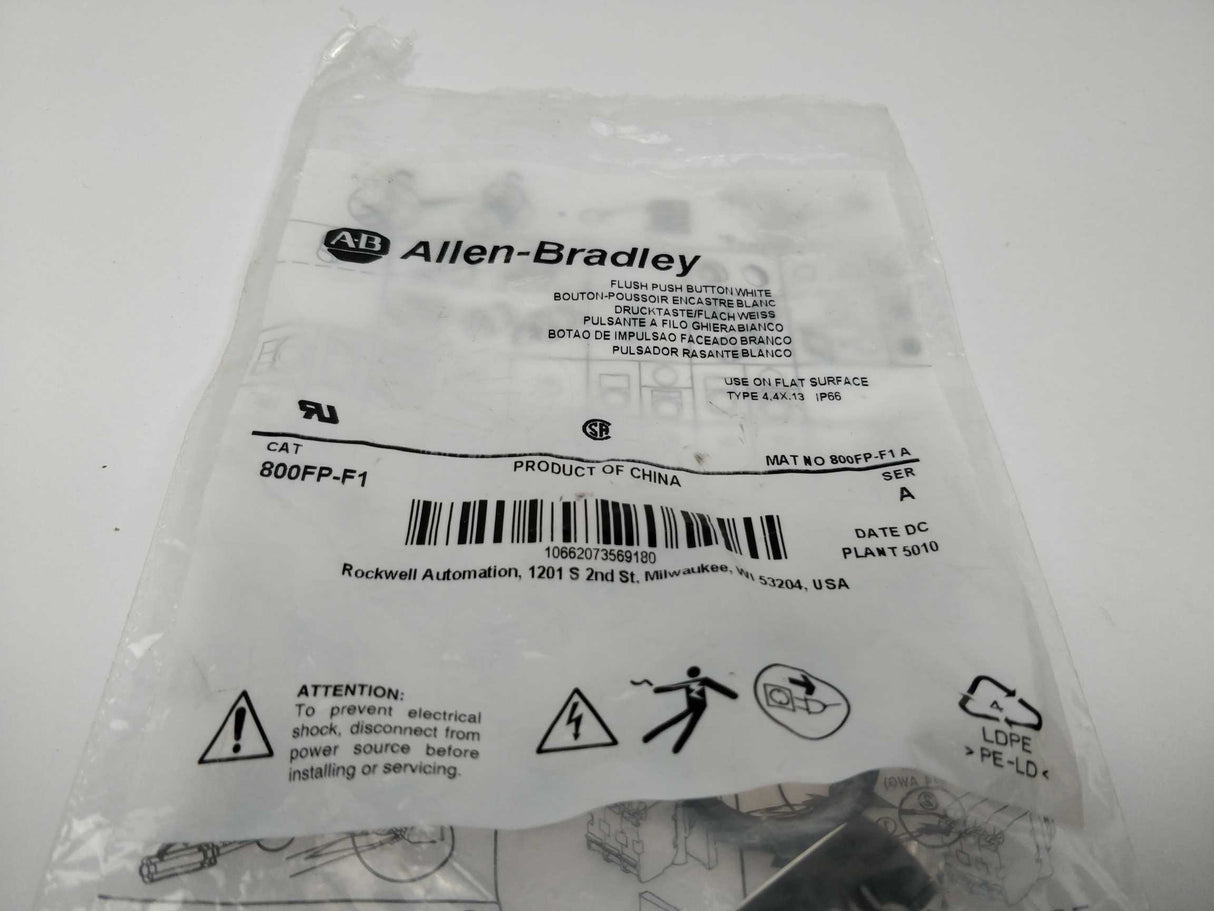 A-B Allen-Bradley
FLUSH PUSH BUTTON WHITE
BOUTON-POUSSOIR ENCASTRE BLANC
DRUCKTASTE/FLACH WEISS
PULSANTE A FILO GHIERA BIANCO
BOTAO DE IMPULSAO FACEADO BRANCO
PULSADOR RASANTE BLANCO
USE ON FLAT SURFACE
TYPE 4,4X,13 IP66
CAT
800FP-F1
PRODUCT OF CHINA
MAT NO 800FP-F1 A
SER
A
10662073569180
DATE DC
PLANT 5010
Rockwell Automation, 1201 S 2nd St, Milwaukee, WI 53204, USA
ATTENTION:
To prevent electrical
shock, disconnect from
power source before
installing or servicing.
4
LDPE
> PE-LD <